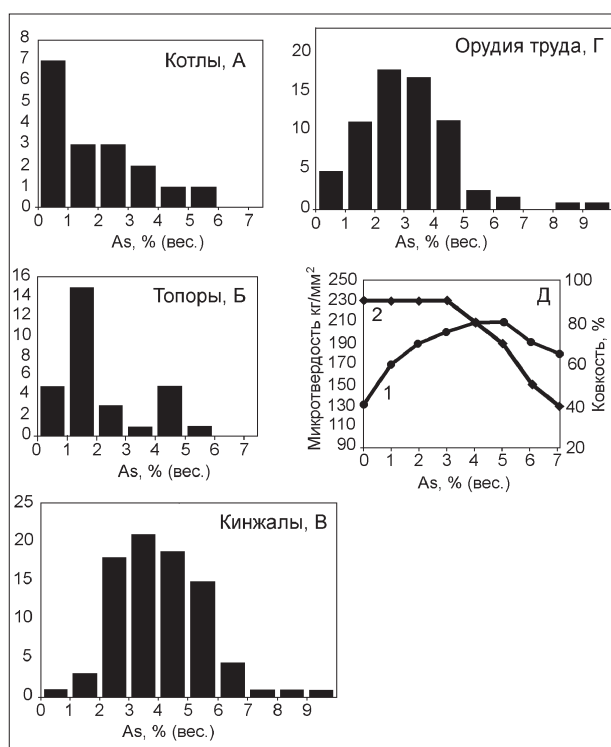 Котлы, А
8
7
6
5
4
3
2
1
0
0 1 2 3 4 5 6 7
As, % (вес.)
Орудия труда, Г
20
15
10
5
0
0 1 2 3 4 5 6 7 8 9
As, % (вес.)
Топоры, Б
16
14
12
10
8
6
4
2
0
0 1 2 3 4 5 6 7
As, % (вес.)
Д
Микротвердость кг/мм²
250
230
210
190
170
150
130
110
90
2
1
100
80
60
40
20
Ковкость, %
0 1 2 3 4 5 6 7
As, % (вес.)
Кинжалы, В
25
20
15
10
5
0
0 1 2 3 4 5 6 7 8 9
As, % (вес.)